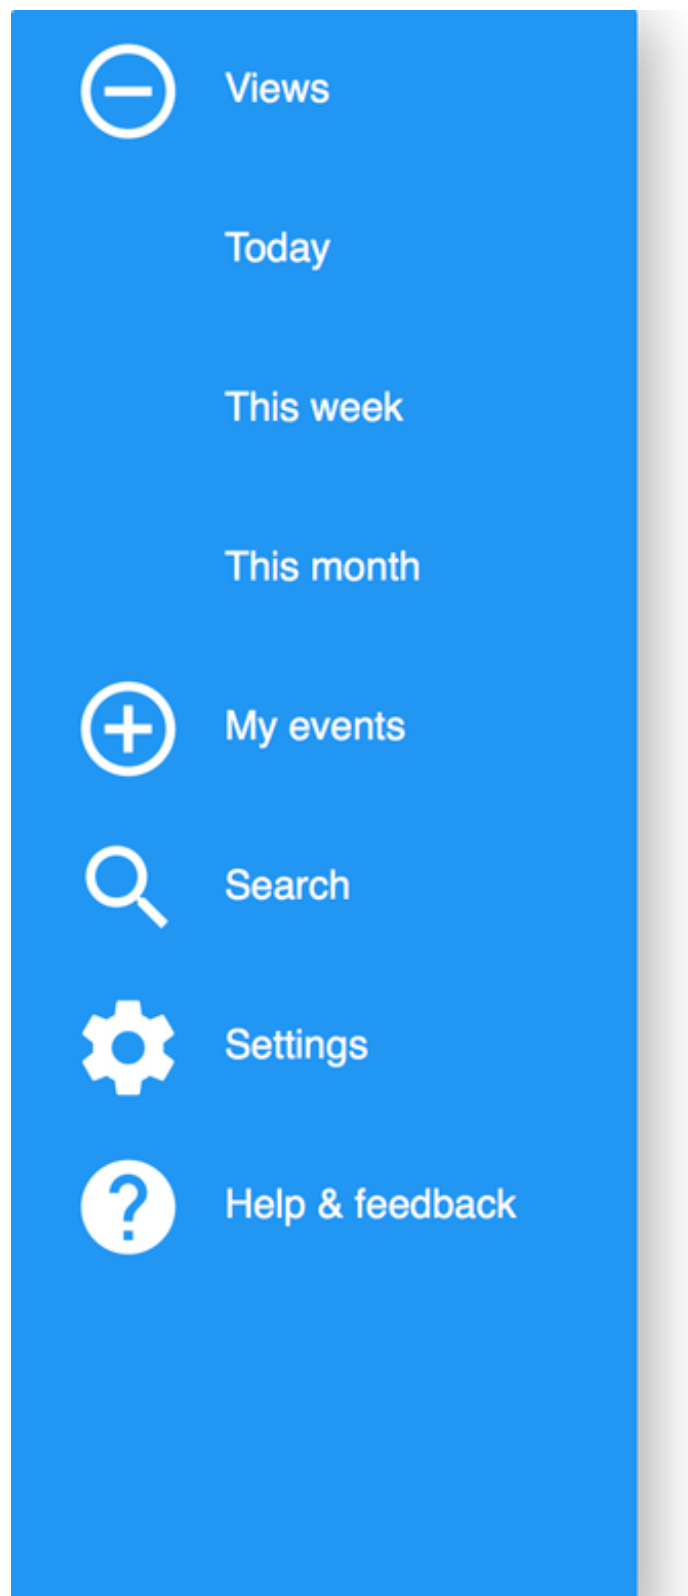 Views
Today
This week
This month
My events
Search
Settings
Help & feedback